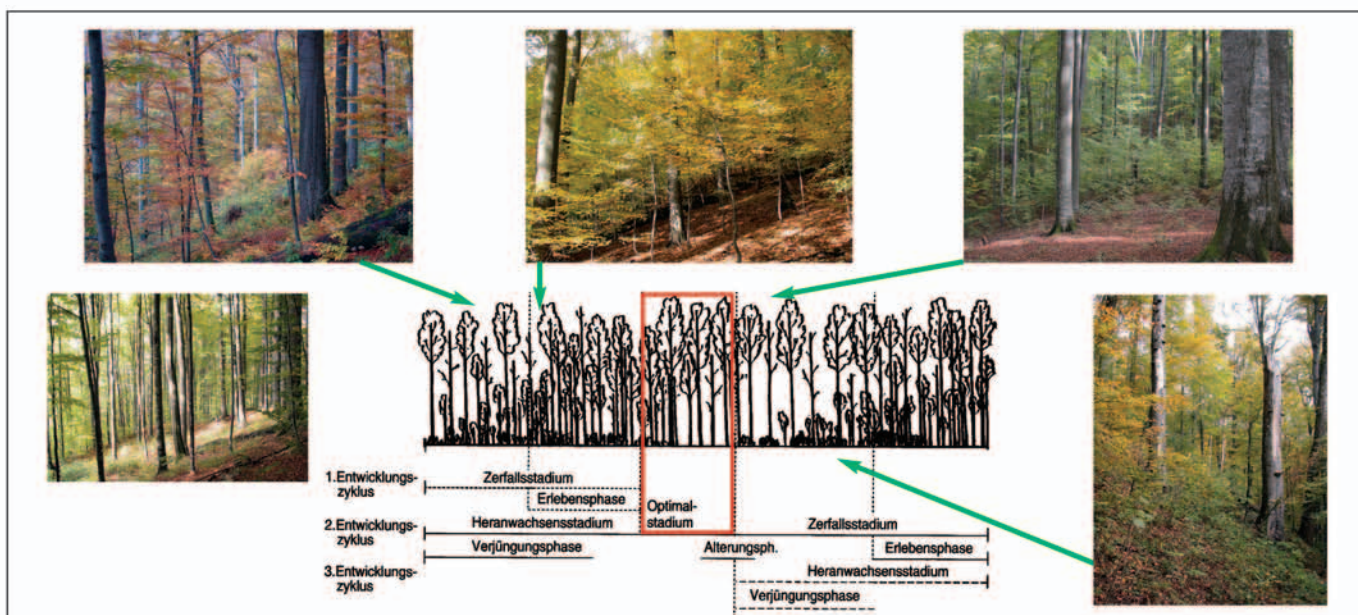 1.Entwicklungs-
zyklus
Zerfallsstadium
Erlebensphase
Optimal-
stadium
2.Entwicklungs-
zyklus
Heranwachsensstadium
Zerfallsstadium
Verjüngungsphase
Alterungsph.
Erlebensphase
3.Entwicklungs-
zyklus
Heranwachsensstadium
Verjüngungsphase